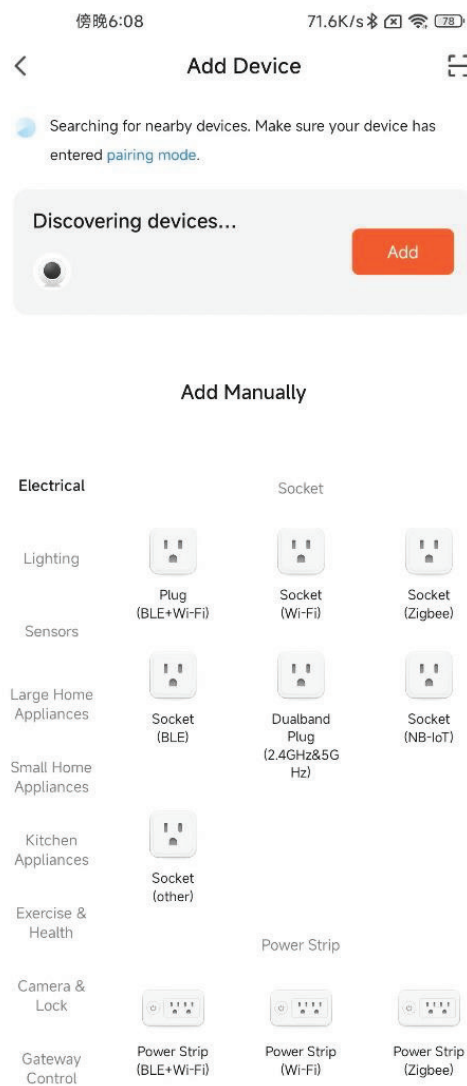 傍晚6:08
71.6K/s
78
Add Device
Searching for nearby devices. Make sure your device has
entered pairing mode.
Discovering devices...
Add
Add Manually
Electrical
Socket
Lighting
Plug
(BLE+Wi-Fi)
Socket
(Wi-Fi)
Socket
(Zigbee)
Sensors
Large Home
Appliances
Socket
(BLE)
Dualband
Plug
(2.4GHz&5G
Hz)
Socket
(NB-IoT)
Small Home
Appliances
Kitchen
Appliances
Socket
(other)
Exercise &
Health
Power Strip
Camera &
Lock
Gateway
Control
Power Strip
(BLE+Wi-Fi)
Power Strip
(Wi-Fi)
Power Strip
(Zigbee)